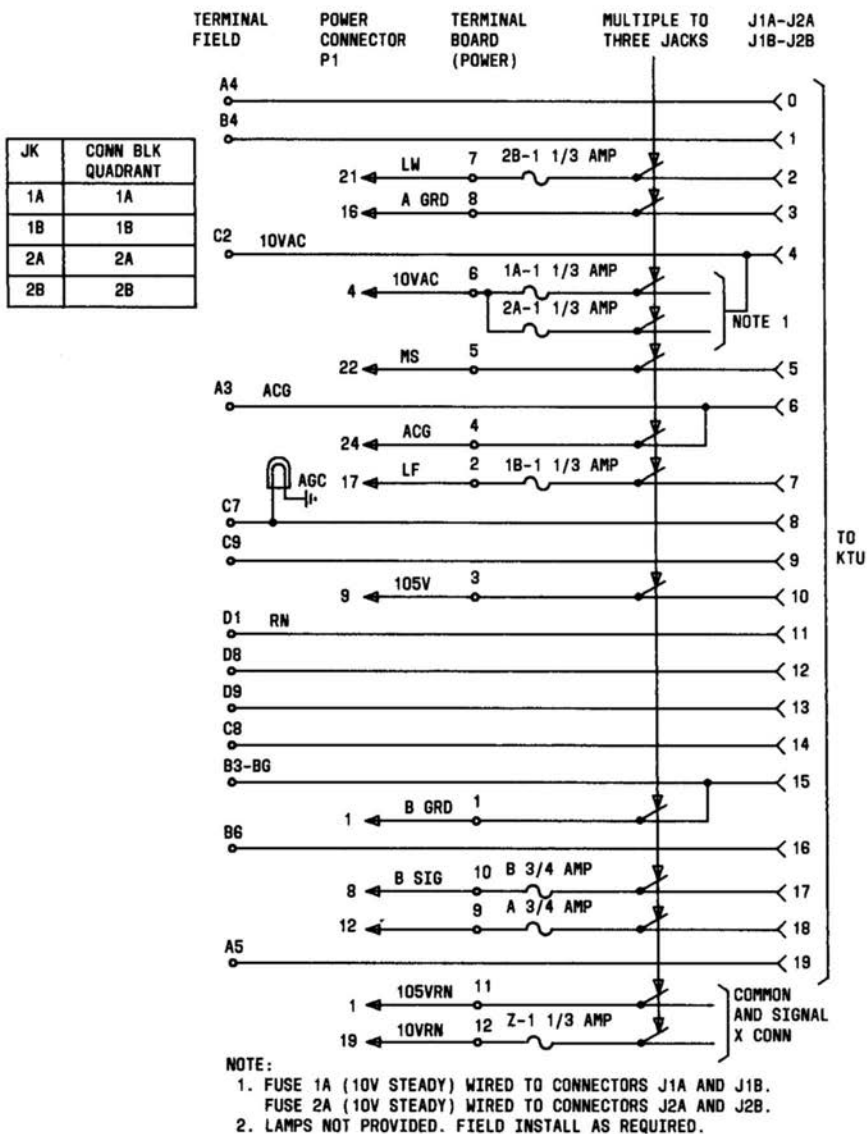 TERMINAL FIELD POWER CONNECTOR P1 TERMINAL BOARD (POWER) MULTIPLE TO THREE JACKS J1A-J2A J1B-J2B
A4 0
B4 1
JK CONN BLK QUADRANT
1A 1A
1B 1B
2A 2A
2B 2B
21 LW 7 2B-1 1/3 AMP 2
16 A GRD 8 3
C2 10VAC 4
4 10VAC 6 1A-1 1/3 AMP
2A-1 1/3 AMP NOTE 1
22 MS 5 5
A3 ACG 6
24 ACG 4
AGC 17 LF 2 1B-1 1/3 AMP 7
C7 8
C9 9
TO KTU
9 105V 3 10
D1 RN 11
D8 12
D9 13
C8 14
B3-BG 15
1 B GRD 1
B6 16
8 B SIG 10 B 3/4 AMP 17
12 9 A 3/4 AMP 18
A5 19
1 105VRN 11
19 10VRN 12 Z-1 1/3 AMP
COMMON AND SIGNAL X CONN
NOTE:
1. FUSE 1A (10V STEADY) WIRED TO CONNECTORS J1A AND J1B.
FUSE 2A (10V STEADY) WIRED TO CONNECTORS J2A AND J2B.
2. LAMPS NOT PROVIDED. FIELD INSTALL AS REQUIRED.